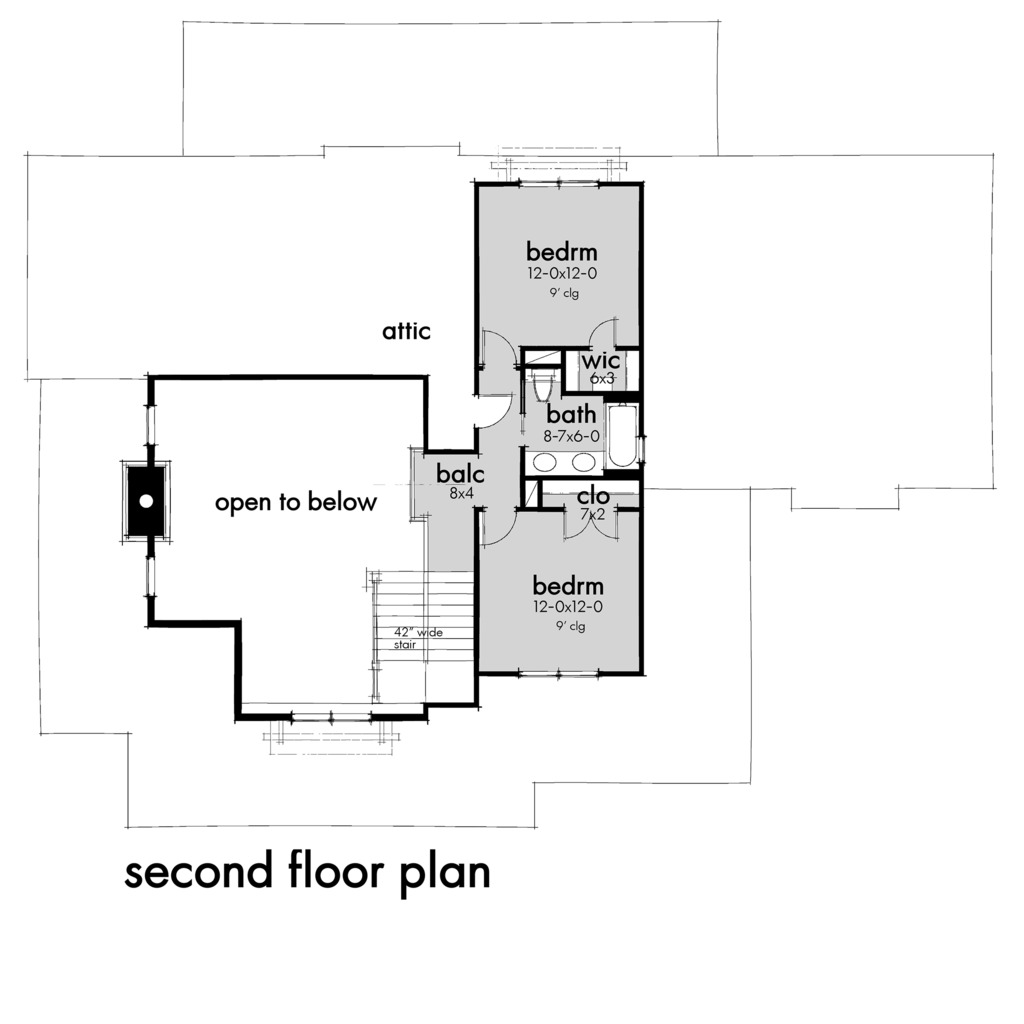 bedrm
12-0x12-0
9' clg
attic
wic
6x3
bath
8-7x6-0
balc
8x4
open to below
clo
7x2
bedrm
12-0x12-0
9' clg
42" wide
stair
second floor plan